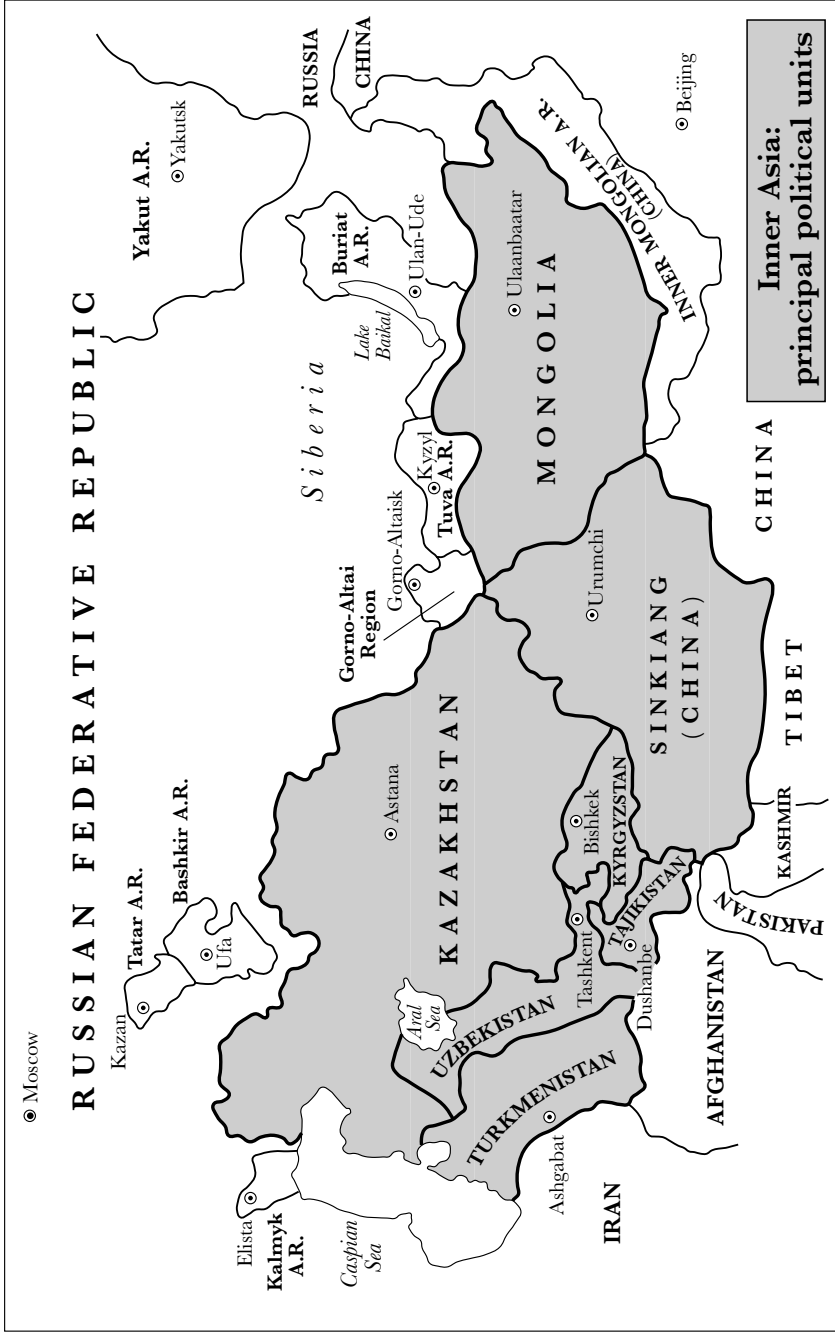 Moscow
RUSSIAN FEDERATIVE REPUBLIC
Kazan
Tatar A.R.
Bashkir A.R.
Ufa
Yakut A.R.
Yakutsk
Elista
Kalmyk
A.R.
Caspian
Sea
Siberia
Buriat
A.R.
Lake
Baikal
Ulan-Ude
RUSSIA
CHINA
Gorno-Altai
Region
Gorno-Altaisk
Kyzyl
Tuva A.R.
Astana
KAZAKHSTAN
Aral
Sea
UZBEKISTAN
TURKMENISTAN
Ashgabat
IRAN
Tashkent
Bishkek
KYRGYZSTAN
TAJIKISTAN
Dushanbe
AFGHANISTAN
PAKISTAN
KASHMIR
Urumchi
SINKIANG
(CHINA)
TIBET
CHINA
Ulaanbaatar
MONGOLIA
INNER MONGOLIAN A.R.
(CHINA)
Beijing
Inner Asia:
principal political units